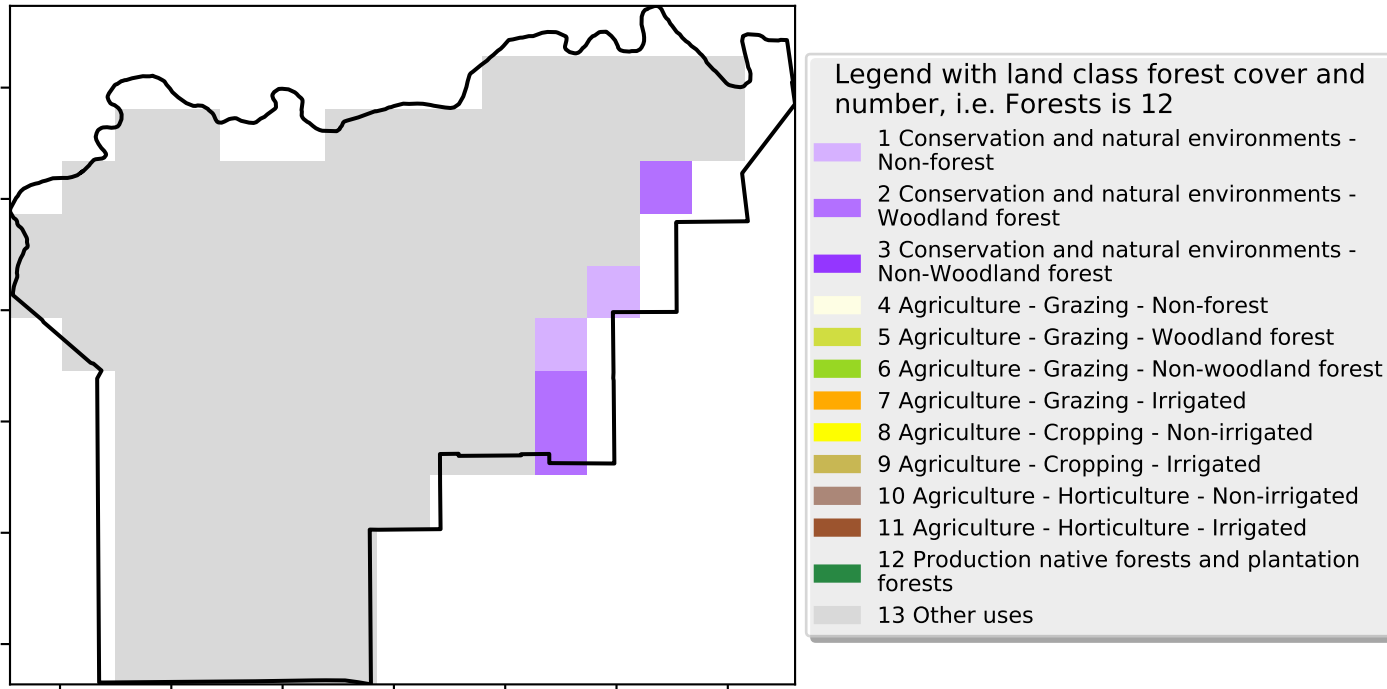 Legend with land class forest cover and
number, i.e. Forests is 12
1 Conservation and natural environments -
Non-forest
2 Conservation and natural environments -
Woodland forest
3 Conservation and natural environments -
Non-Woodland forest
4 Agriculture - Grazing - Non-forest
5 Agriculture - Grazing - Woodland forest
6 Agriculture - Grazing - Non-woodland forest
7 Agriculture - Grazing - Irrigated
8 Agriculture - Cropping - Non-irrigated
9 Agriculture - Cropping - Irrigated
10 Agriculture - Horticulture - Non-irrigated
11 Agriculture - Horticulture - Irrigated
12 Production native forests and plantation
forests
13 Other uses